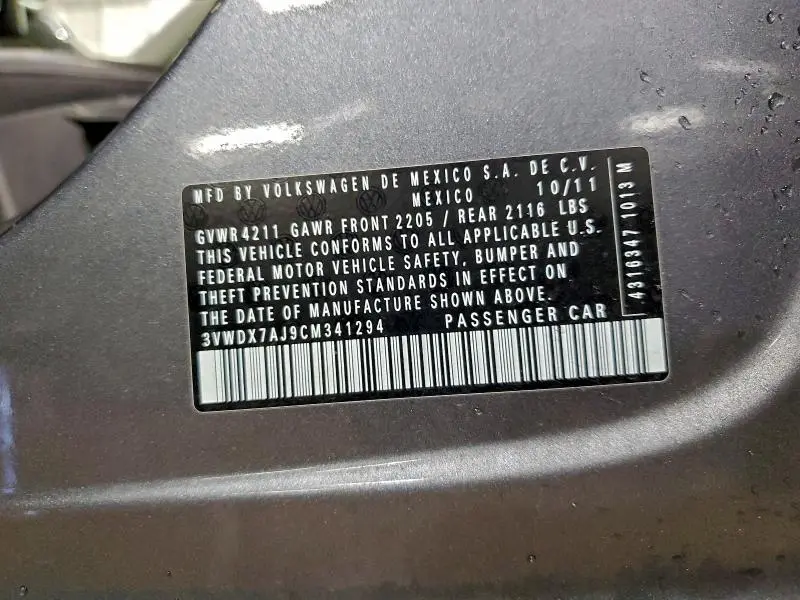 MFD BY VOLKSWAGEN DE MEXICO S.A. DE C.V.
MEXICO 10/11
GVWR 4211 GAWR FRONT 2205 / REAR 2116 LBS
THIS VEHICLE CONFORMS TO ALL APPLICABLE U.S.
FEDERAL MOTOR VEHICLE SAFETY, BUMPER AND
THEFT PREVENTION STANDARDS IN EFFECT ON
THE DATE OF MANUFACTURE SHOWN ABOVE.
3VWDX7AJ9CM341294 PASSENGER CAR
4316347 1013 M